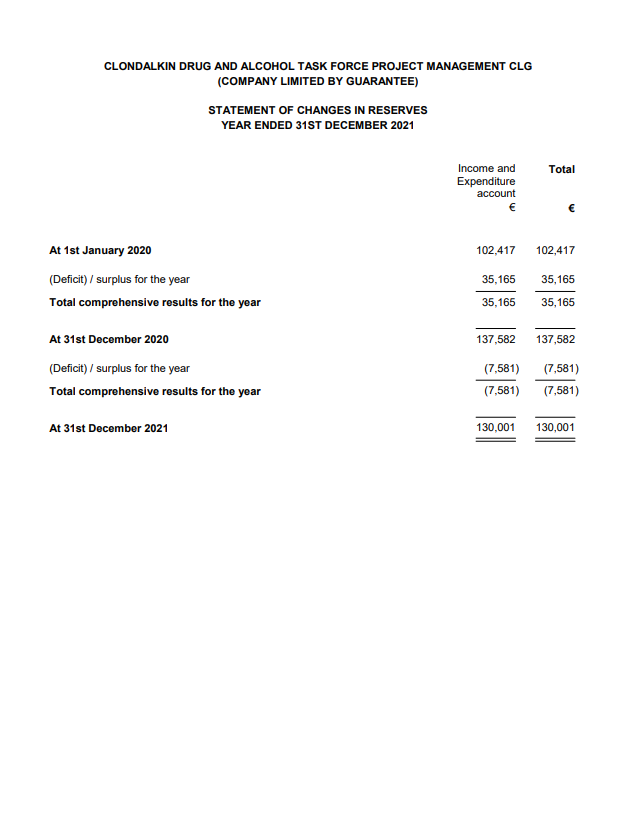 CLONDALKIN DRUG AND ALCOHOL TASK FORCE PROJECT MANAGEMENT CLG
(COMPANY LIMITED BY GUARANTEE)
STATEMENT OF CHANGES IN RESERVES
YEAR ENDED 31ST DECEMBER 2021
Income and Total
Expenditure
account
€ €
At 1st January 2020 102,417 102,417
(Deficit) / surplus for the year 35,165 35,165
Total comprehensive results for the year 35,165 35,165
At 31st December 2020 137,582 137,582
(Deficit) / surplus for the year (7,581) (7,581)
Total comprehensive results for the year (7,581) (7,581)
At 31st December 2021 130,001 130,001